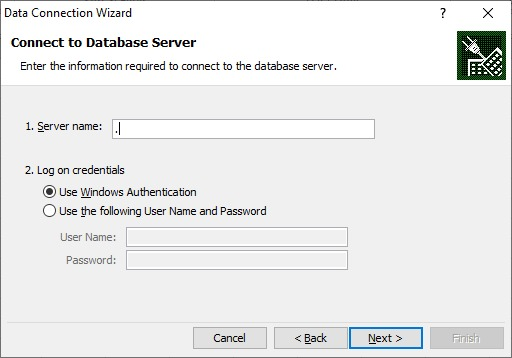 Data Connection Wizard ?
Connect to Database Server
Enter the information required to connect to the database server.
1. Server name: .
2. Log on credentials
Use Windows Authentication
Use the following User Name and Password
User Name:
Password:
Cancel < Back Next > Finish